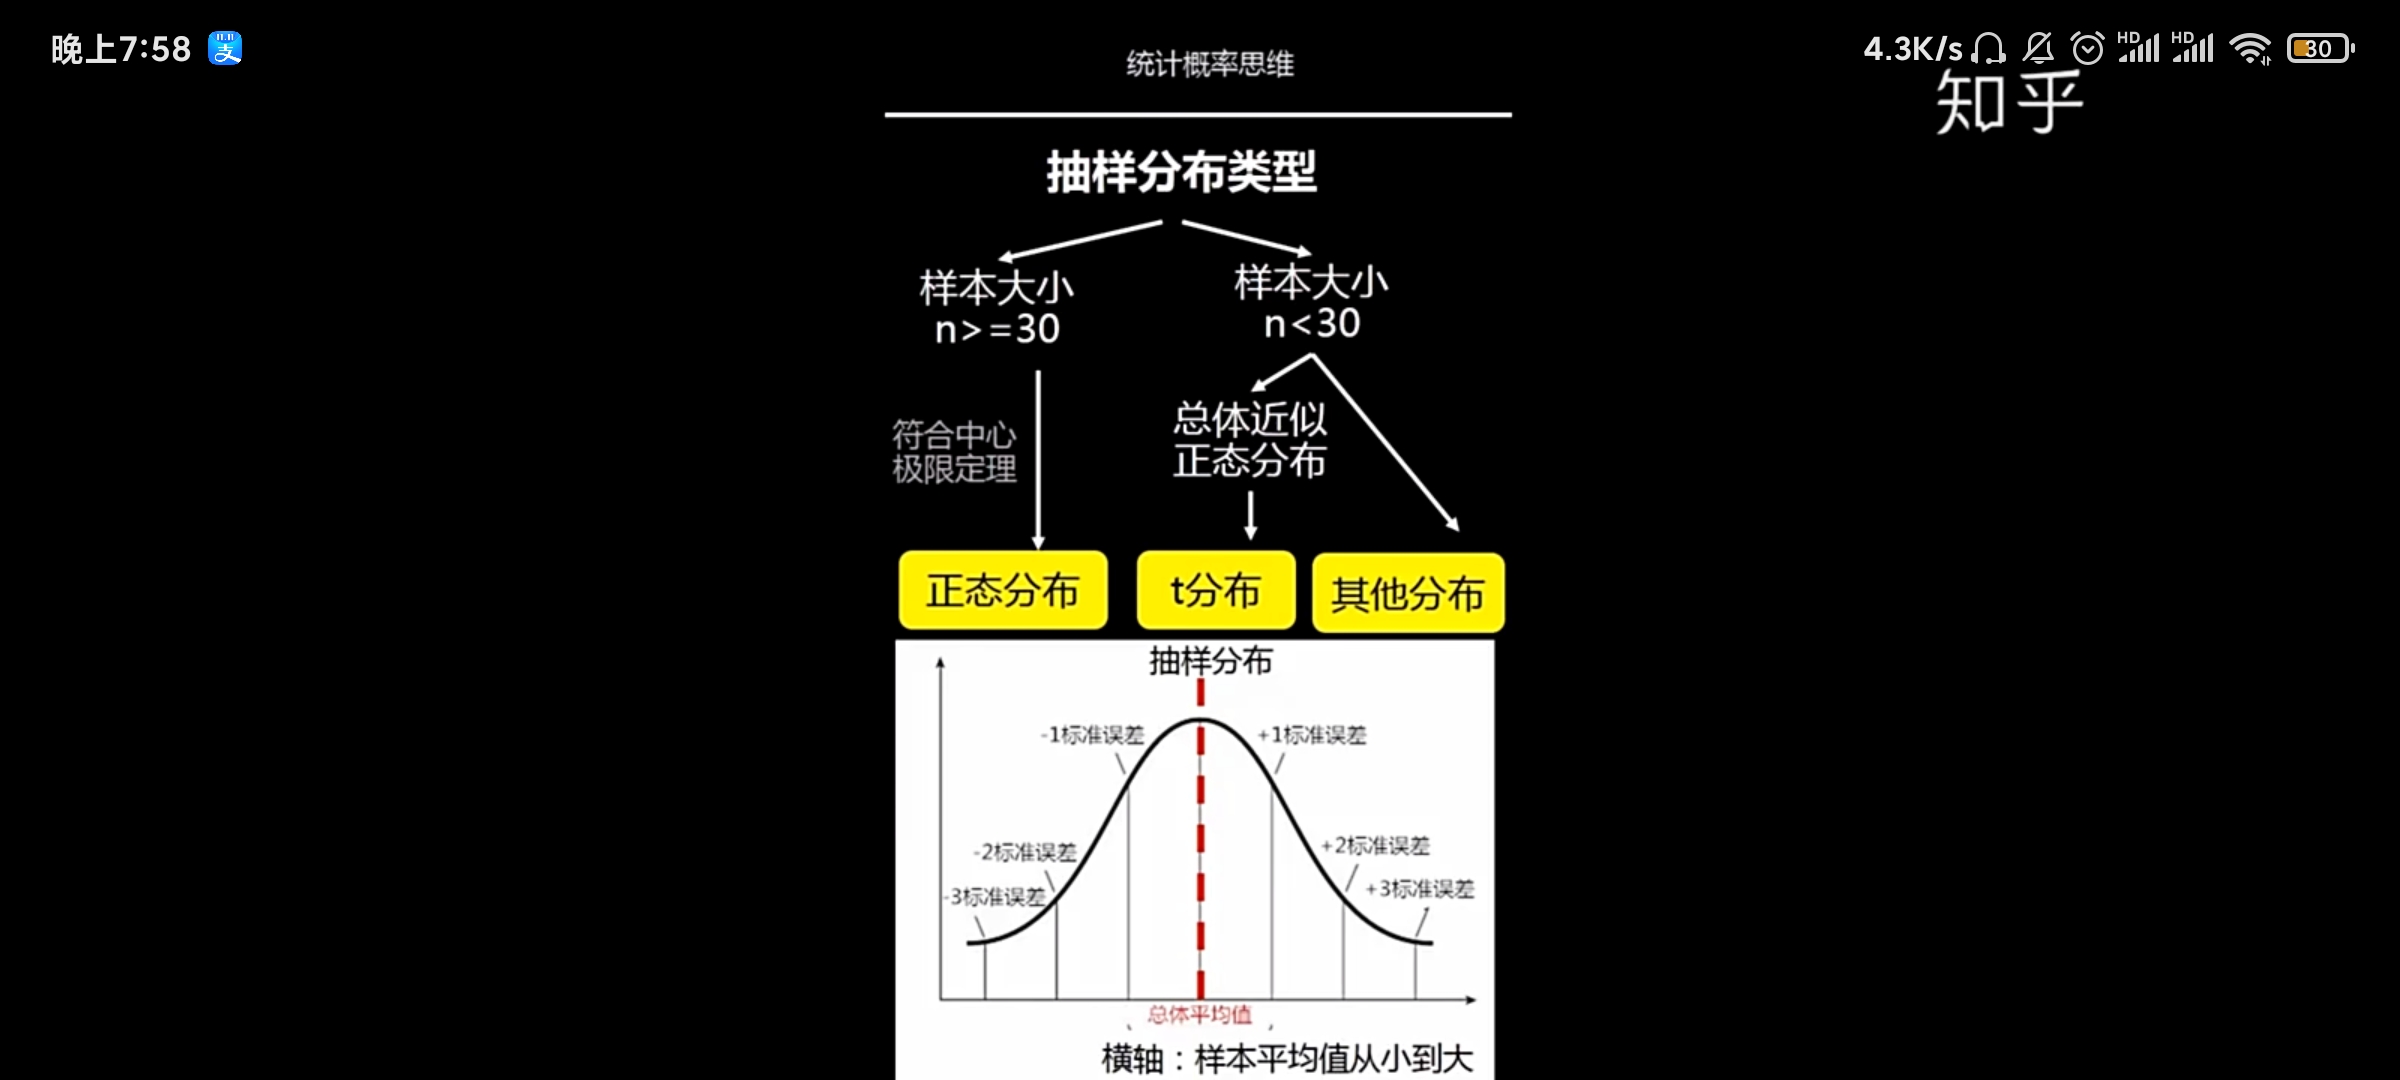 晚上7:58 支
4.3K/s HD HD 30
知乎
统计概率思维
抽样分布类型
样本大小
n>=30
样本大小
n<30
符合中心
极限定理
总体近似
正态分布
正态分布
t分布
其他分布
抽样分布
-1标准误差
+1标准误差
-2标准误差
+2标准误差
-3标准误差
+3标准误差
总体平均值
横轴：样本平均值从小到大